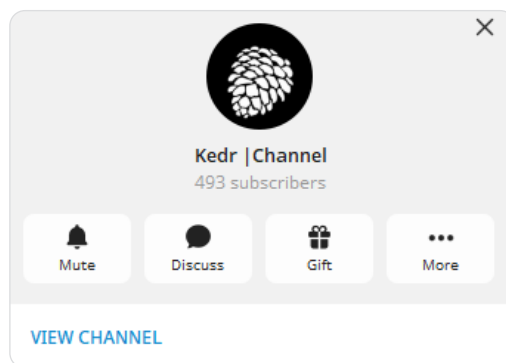 Kedr |Channel
493 subscribers
Mute
Discuss
Gift
More
VIEW CHANNEL